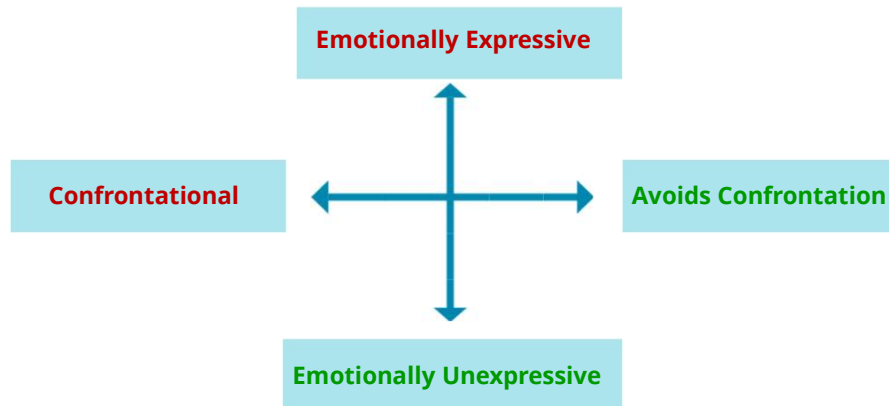 Emotionally Expressive
Confrontational
Avoids Confrontation
Emotionally Unexpressive